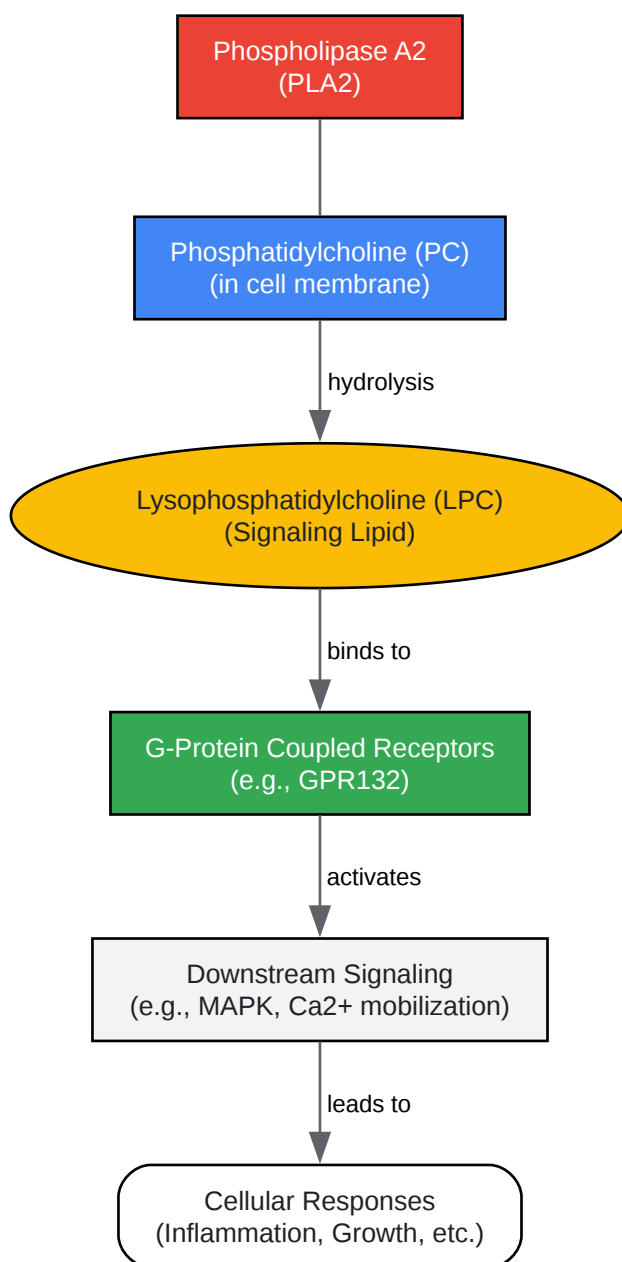 Phospholipase A2
(PLA2)
Phosphatidylcholine (PC)
(in cell membrane)
hydrolysis
Lysophosphatidylcholine (LPC)
(Signaling Lipid)
binds to
G-Protein Coupled Receptors
(e.g., GPR132)
activates
Downstream Signaling
(e.g., MAPK, Ca2+ mobilization)
leads to
Cellular Responses
(Inflammation, Growth, etc.)